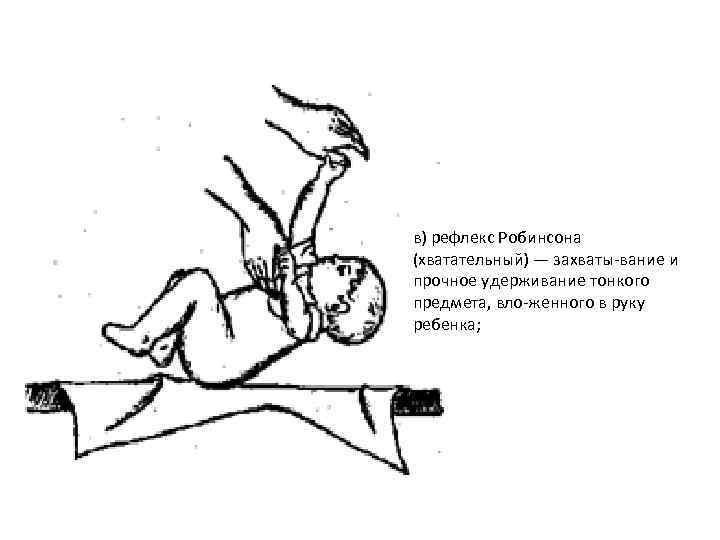 в) рефлекс Робинсона
(хватательный) — захваты-вание и
прочное удерживание тонкого
предмета, вло-женного в руку
ребенка;